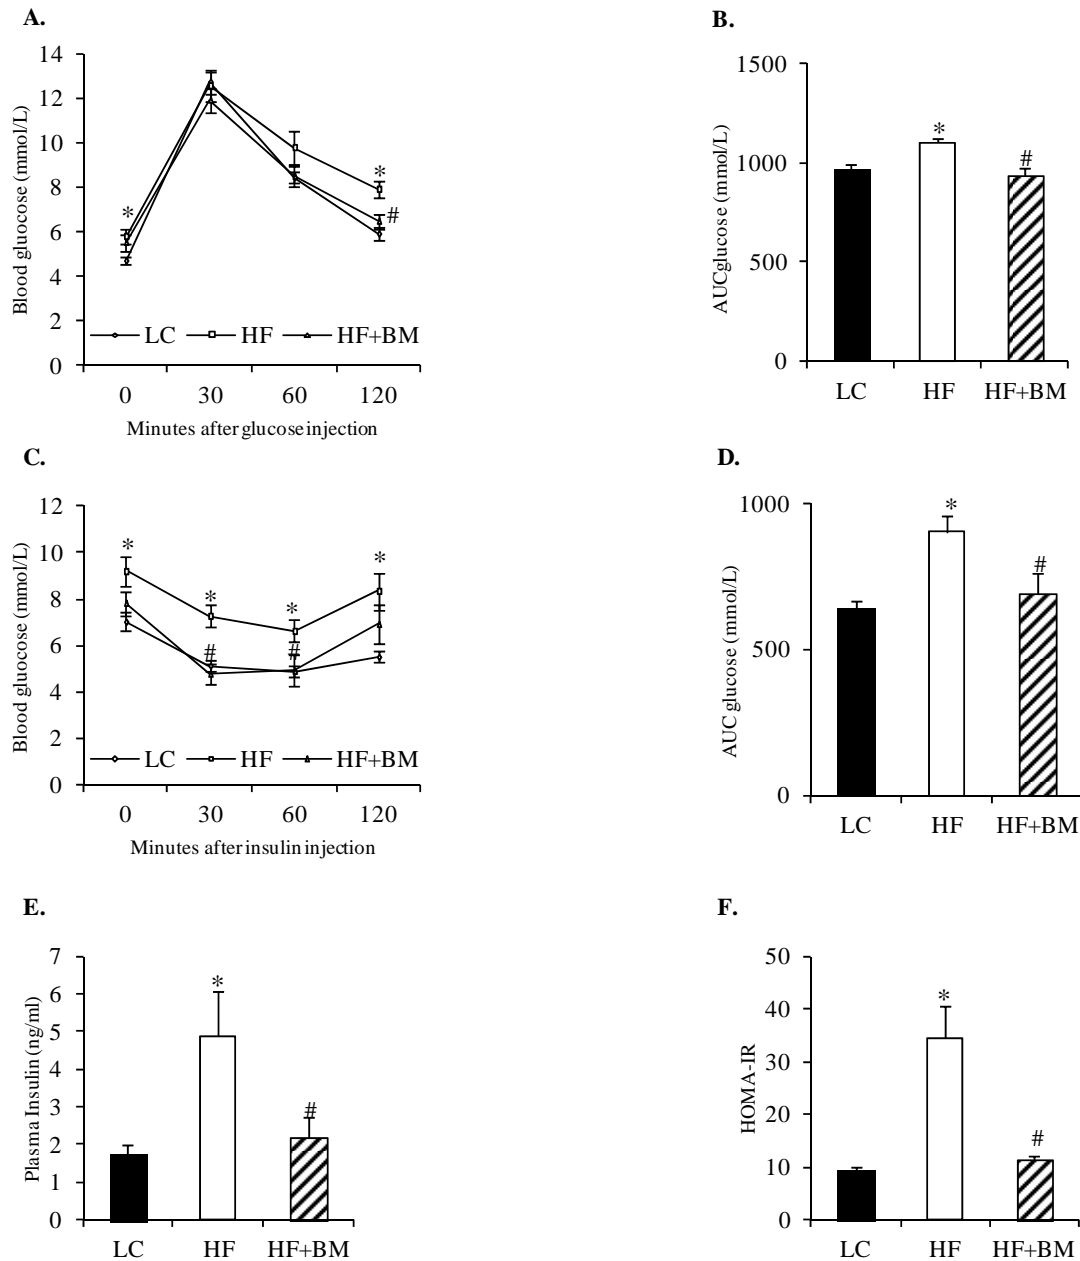 A.
Blood gluocose (mmol/L)
14
12
10
8
6
4
2
0
*
*
#
LC HF HF+BM
0 30 60 120
Minutes after glucose injection
B.
AUCglucose (mmol/L)
1500
1000
500
0
*
#
LC HF HF+BM
C.
Blood glucose (mmol/L)
12
10
8
6
4
2
0
*
*
*
*
#
#
LC HF HF+BM
0 30 60 120
Minutes after insulin injection
D.
AUC glucose (mmol/L)
1000
500
0
*
#
LC HF HF+BM
E.
Plasma Insulin (ng/ml)
7
6
5
4
3
2
1
0
*
#
LC HF HF+BM
F.
HOMA-IR
50
40
30
20
10
0
*
#
LC HF HF+BM